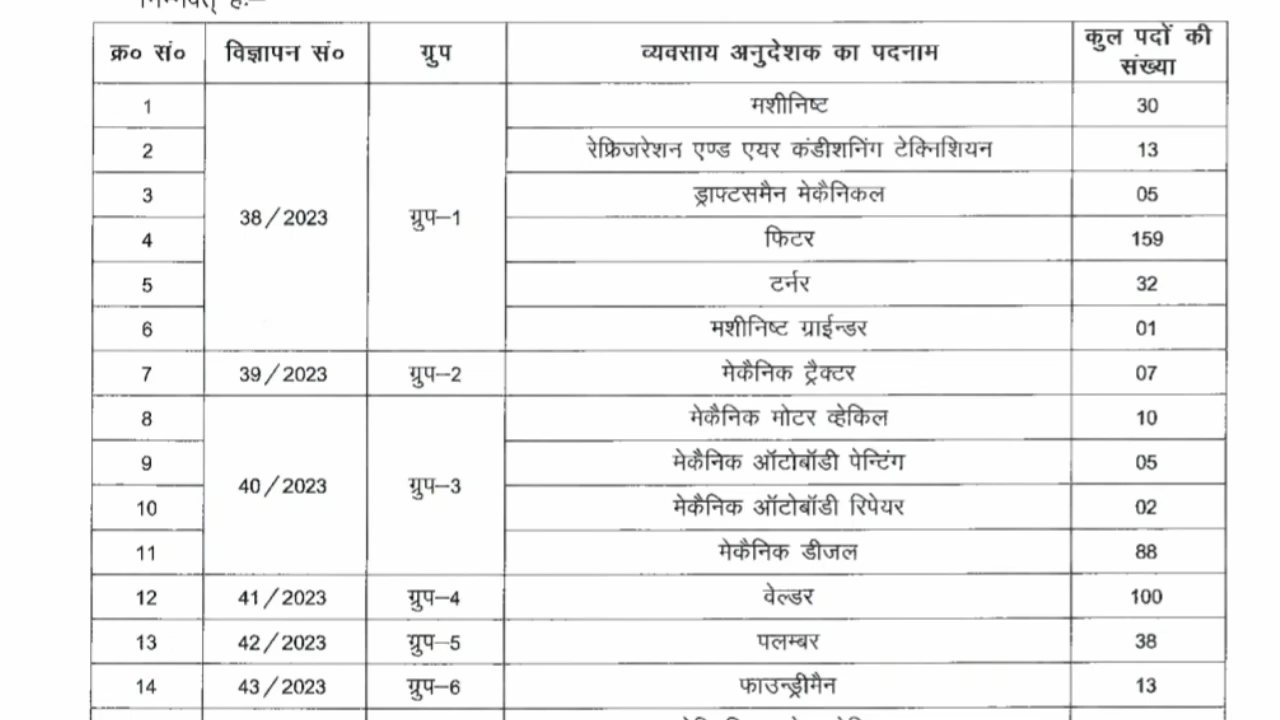 निम्नवत् हैः—
क्र० सं० विज्ञापन सं० ग्रुप व्यवसाय अनुदेशक का पदनाम कुल पदों की संख्या
1 38/2023 ग्रुप–1 मशीनिष्ट 30
2 रेफ्रिजरेशन एण्ड एयर कंडीशनिंग टेक्निशियन 13
3 ड्राफ्टसमैन मेकैनिकल 05
4 फिटर 159
5 टर्नर 32
6 मशीनिष्ट ग्राईन्डर 01
7 39/2023 ग्रुप–2 मेकैनिक ट्रैक्टर 07
8 40/2023 ग्रुप–3 मेकैनिक मोटर व्हेकिल 10
9 मेकैनिक ऑटोबॉडी पेन्टिंग 05
10 मेकैनिक ऑटोबॉडी रिपेयर 02
11 मेकैनिक डीजल 88
12 41/2023 ग्रुप–4 वेल्डर 100
13 42/2023 ग्रुप–5 पलम्बर 38
14 43/2023 ग्रुप–6 फाउन्ड्रीमैन 13